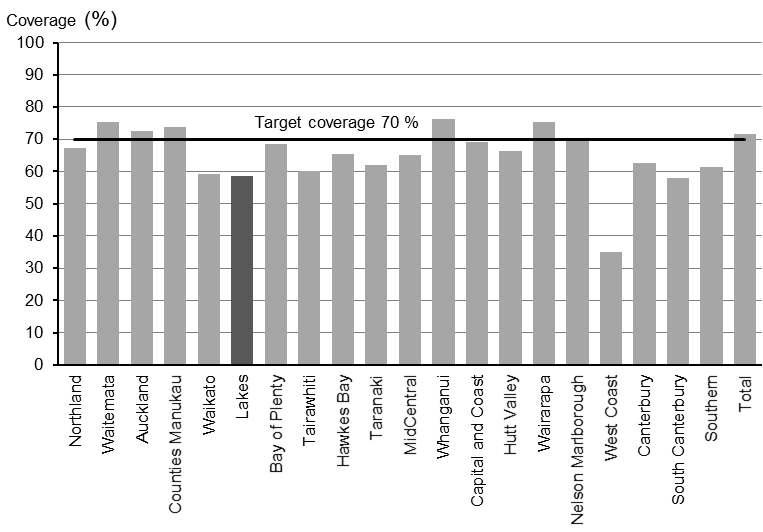 Coverage (%)
100
90
80
70
60
50
40
30
20
10
0
Target coverage 70 %
Northland
Waitemata
Auckland
Counties Manukau
Waikato
Lakes
Bay of Plenty
Tairawhiti
Hawkes Bay
Taranaki
MidCentral
Whanganui
Capital and Coast
Hutt Valley
Wairarapa
Nelson Marlborough
West Coast
Canterbury
South Canterbury
Southern
Total